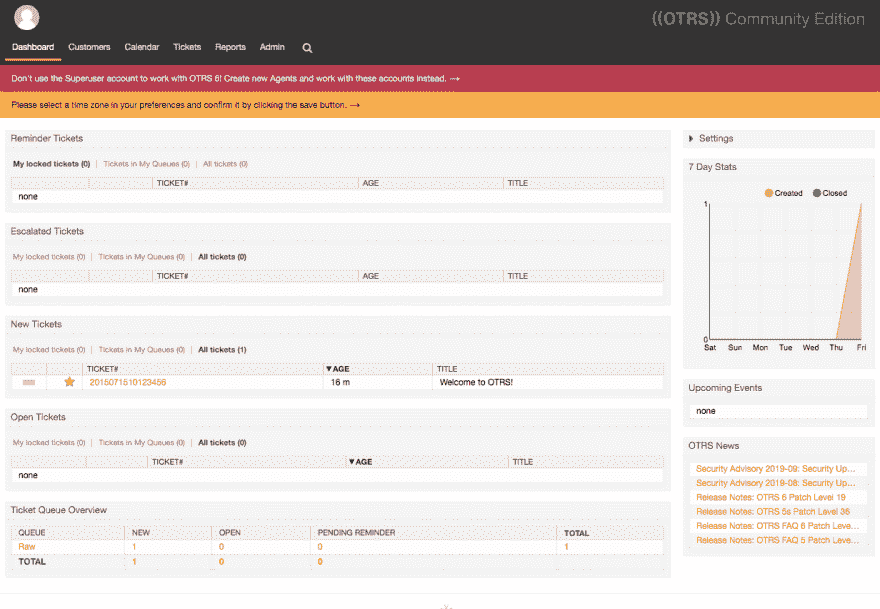 ((OTRS)) Community Edition
Dashboard Customers Calendar Tickets Reports Admin
Don't use the Superuser account to work with OTRS 6! Create new Agents and work with these accounts instead. →
Please select a time zone in your preferences and confirm it by clicking the save button. →
Reminder Tickets
My locked tickets (0) | Tickets in My Queues (0) | All tickets (0)
TICKET# AGE TITLE
none
Escalated Tickets
My locked tickets (0) | Tickets in My Queues (0) | All tickets (0)
TICKET# AGE TITLE
none
New Tickets
My locked tickets (0) | Tickets in My Queues (0) | All tickets (1)
TICKET# ▼AGE TITLE
2015071510123456 16 m Welcome to OTRS!
Open Tickets
My locked tickets (0) | Tickets in My Queues (0) | All tickets (0)
TICKET# ▼AGE TITLE
none
Ticket Queue Overview
QUEUE NEW OPEN PENDING REMINDER TOTAL
Raw 1 0 0 1
TOTAL 1 0 0
Settings
7 Day Stats
Created Closed
1
0
Sat Sun Mon Tue Wed Thu Fri
Upcoming Events
none
OTRS News
Security Advisory 2019-09: Security Up...
Security Advisory 2019-08: Security Up...
Release Notes: OTRS 6 Patch Level 19
Release Notes: OTRS 5s Patch Level 36
Release Notes: OTRS FAQ 6 Patch Leve...
Release Notes: OTRS FAQ 5 Patch Leve...